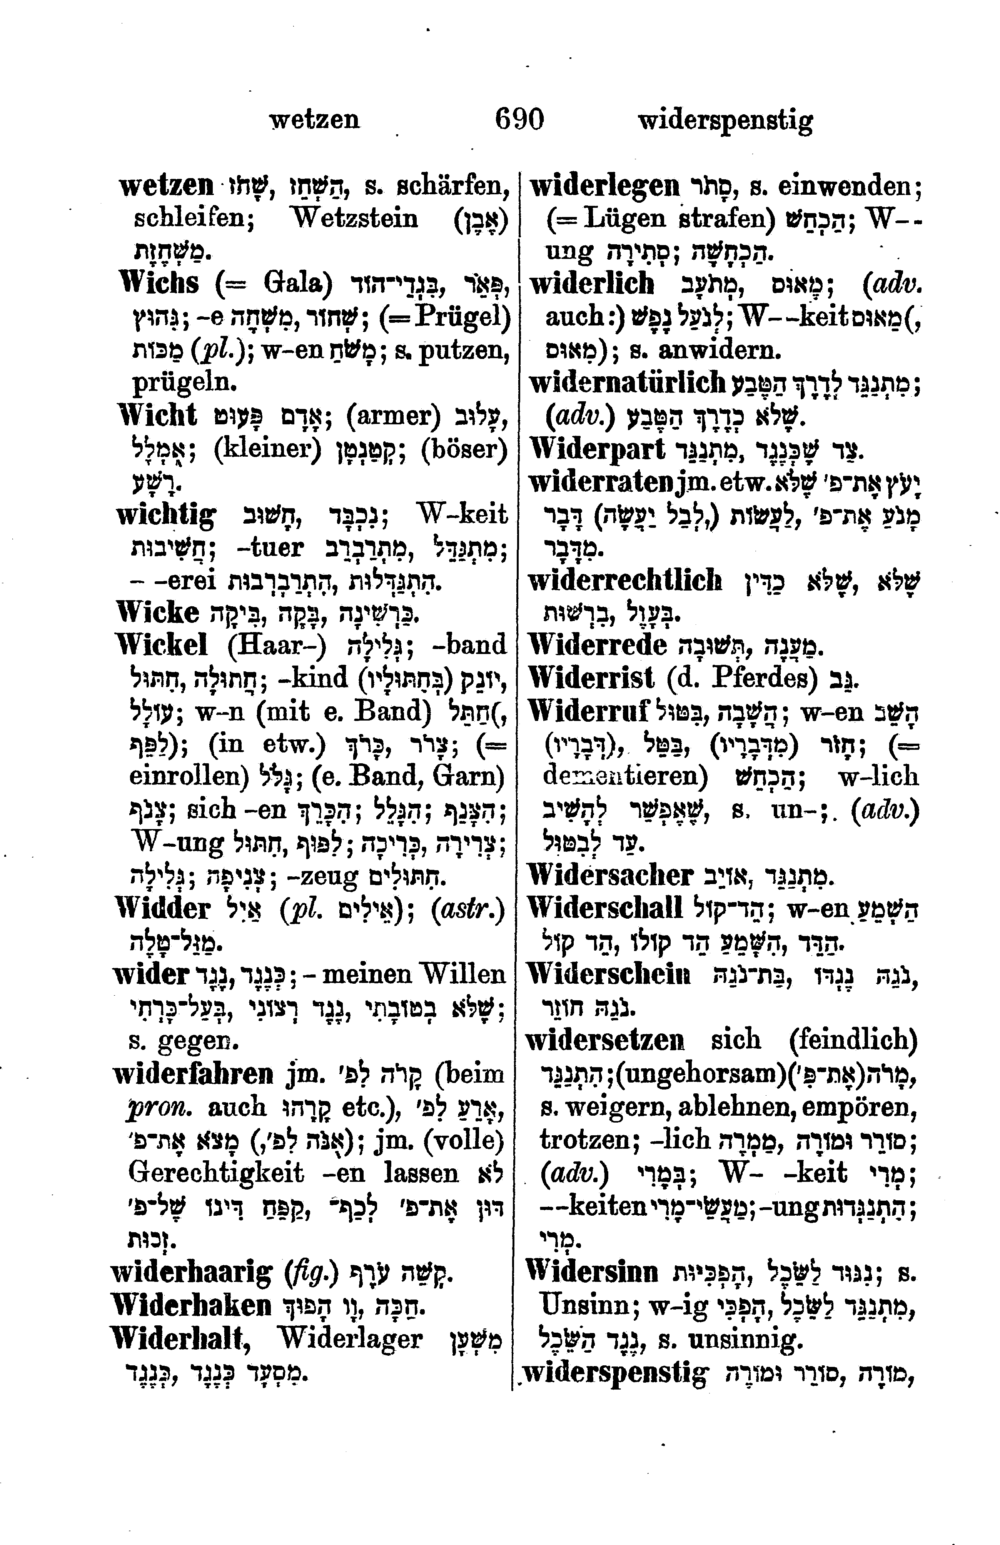 wetzen 690 widerspenstig
wetzen שָׁחֹז, הַשְׁחֵז, s. schärfen,
schleifen; Wetzstein (אֶבֶן)
מַשְׁחֶזֶת.
Wichs (= Gala) בִּגְדֵי־הוֹד, פְּאֵר,
גִּהוּץ; -e מִשְׁחָה, שְׁחוֹר; (= Prügel)
מַכּוֹת (pl.); w-en מָשֹׁחַ; s. putzen,
prügeln.
Wicht אָדָם פָּעוּט; (armer) עָלוּב,
אֻמְלָל; (kleiner) קְטַנְטָן; (böser)
רָשָׁע.
wichtig נִכְבָּד, חָשׁוּב; W-keit
חֲשִׁיבוּת; -tuer מִתְגַּדֵּל, מִתְרַבְרֵב;
- -erei הִתְגַּדְּלוּת, הִתְרַבְרְבוּת.
Wicke כַּרְשִׁינָה, בָּקָה, בִּיקָה.
Wickel (Haar-) גְּלִילָה; -band
חֲתוּלָה, חִתּוּל; -kind יוֹנֵק (בְּחִתּוּלָיו),
עוֹלָל; w-n (mit e. Band) חַתֵּל(,
לַפֵּף); (in etw.) צָרוֹר, כָּרֹךְ; (=
einrollen) גָּלֹל; (e. Band, Garn)
צָנֹף; sich -en הִכָּרֵךְ; הִגָּלֵל; הִצָּנֵף;
W-ung לִפּוּף, חִתּוּל; צְרִירָה, כְּרִיכָה;
גְּלִילָה; צְנִיפָה; -zeug חִתּוּלִים.
Widder אַיִל (pl. אֵילִים); (astr.)
מַזַּל־טָלֶה.
wider נֶגֶד, כְּנֶגֶד; - meinen Willen
שֶׁלֹּא בְטוֹבָתִי, נֶגֶד רְצוֹנִי, בְּעַל־כָּרְחִי;
s. gegen.
widerfahren jm. קָרֹה לִפ' (beim
pron. auch קָרָהוּ etc.), אָרֹעַ לִפ',
(אֻנֹּה לִפ',) מָצֹא אֶת־פ'; jm. (volle)
Gerechtigkeit -en lassen לֹא
דוּן אֶת־פ' לְכַף־, קַפֵּחַ דִּינוֹ שֶׁל־פ'
זְכוּת.
widerhaarig (fig.) קְשֵׁה עֹרֶף.
Widerhaken חַכָּה, וָו הָפוּךְ.
Widerhalt, Widerlager מִשְׁעָן
כְּנֶגֶד, מִסְעָד כְּנֶגֶד.
widerlegen סָתֹר, s. einwenden;
(= Lügen strafen) הַכְחֵשׁ; W--
ung הַכְחָשָׁה; סְתִירָה.
widerlich מָאוּס, מְתֹעָב; (adv.
auch:) לְגֹעַל נֶפֶשׁ; W--keit מִאוּס(,
מָאוּס); s. anwidern.
widernatürlich מִתְנַגֵּד לְדֶרֶךְ הַטֶּבַע;
(adv.) שֶׁלֹּא כְדֶרֶךְ הַטֶּבַע.
Widerpart צַד שֶׁכְּנֶגֶד, מִתְנַגֵּד.
widerraten jm. etw. יָעֹץ אֶת־פ' שֶׁלֹּא
לַעֲשׂוֹת (,לְבַל יַעֲשֶׂה) דָּבָר, מָנֹעַ אֶת־פ'
מִדָּבָר.
widerrechtlich שֶׁלֹּא כַדִּין, שֶׁלֹּא
בִרְשׁוּת, בְּעָוֶל.
Widerrede מַעֲנֶה, תְּשׁוּבָה.
Widerrist (d. Pferdes) גַּב.
Widerruf הֲשָׁבָה, בִּטּוּל; w-en הָשֵׁב
(דְּבָרָיו), בַּטֵּל, חָזוֹר (מִדְּבָרָיו); (=
dementieren) הַכְחֵשׁ; w-lich
שֶׁאֶפְשָׁר לְהָשִׁיב, s. un-; (adv.)
עַד לְבִטּוּל.
Widersacher מִתְנַגֵּד, אוֹיֵב.
Widerschall הֵד־קוֹל; w-en הַשְׁמַע
הֵד קוֹל, הִשָּׁמַע הֵד קוֹלוֹ, הַדֵּר.
Widerschein נֹגַהּ נֶגְדּוֹ, בַּת־נֹגַהּ,
נֹגַהּ חוֹזֵר.
widersetzen sich (feindlich)
הִתְנַגֵּד; (ungehorsam) מָרֹה (אֶת־פ'),
s. weigern, ablehnen, empören,
trotzen; -lich סוֹרֵר וּמוֹרֶה, מַמְרֶה;
(adv.) בִּמְרִי; W- -keit מְרִי;
--keiten מַעֲשֵׂי־מֶרִי; -ung הִתְנַגְּדוּת;
מְרִי.
Widersinn נִגּוּד לַשֵּׂכֶל, הַפְכִּיּוּת; s.
Unsinn; w-ig מִתְנַגֵּד לַשֵּׂכֶל, הַפְכִּי,
נֶגֶד הַשֵּׂכֶל, s. unsinnig.
widerspenstig מוֹרֶה, סוֹרֵר וּמוֹרֶה,